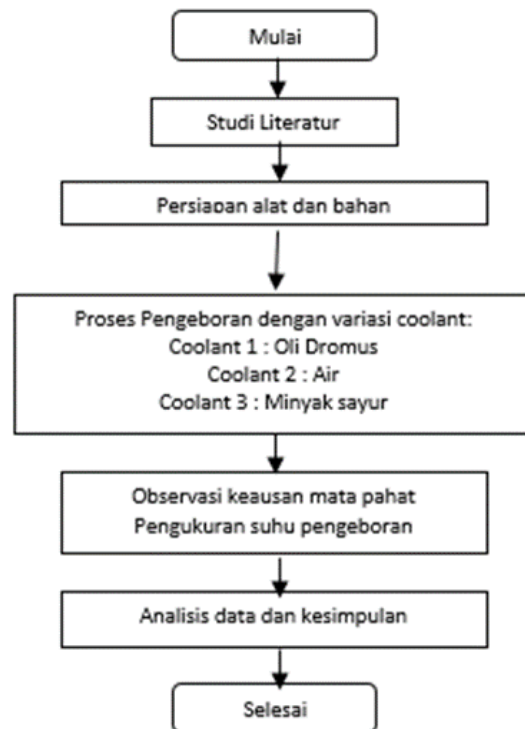 Mulai
Studi Literatur
Persiapan alat dan bahan
Proses Pengeboran dengan variasi coolant:
Coolant 1 : Oli Dromus
Coolant 2 : Air
Coolant 3 : Minyak sayur
Observasi keausan mata pahat
Pengukuran suhu pengeboran
Analisis data dan kesimpulan
Selesai